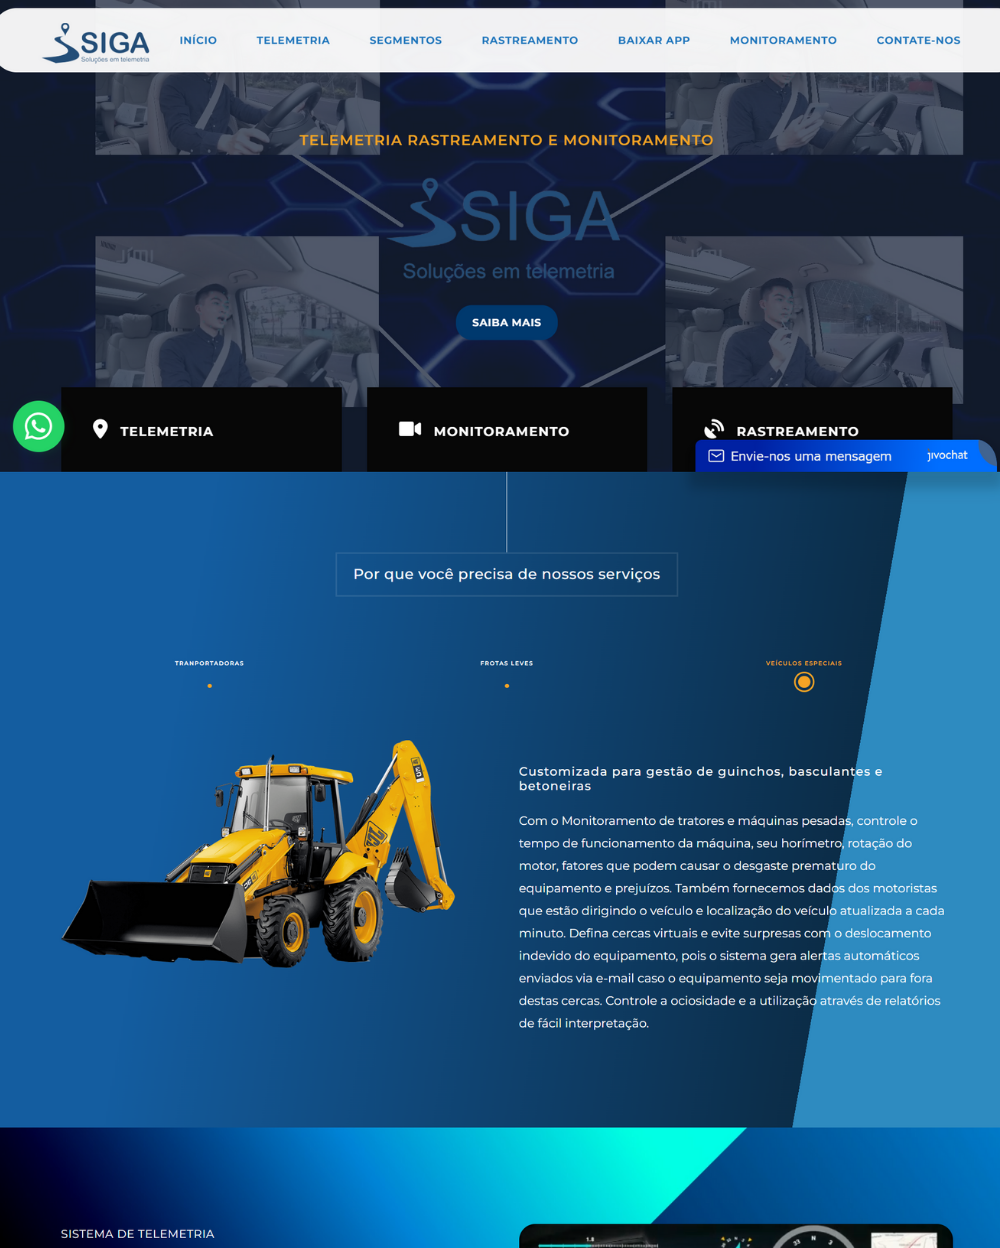 SIGA
Soluções em telemetria
INÍCIO
TELEMETRIA
SEGMENTOS
RASTREAMENTO
BAIXAR APP
MONITORAMENTO
CONTATE-NOS
TELEMETRIA RASTREAMENTO E MONITORAMENTO
SIGA
Soluções em telemetria
SAIBA MAIS
TELEMETRIA
MONITORAMENTO
RASTREAMENTO
Envie-nos uma mensagem
jivochat
Por que você precisa de nossos serviços
TRANPORTADORAS
FROTAS LEVES
VEÍCULOS ESPECIAIS
Customizada para gestão de guinchos, basculantes e
betoneiras
Com o Monitoramento de tratores e máquinas pesadas, controle o
tempo de funcionamento da máquina, seu horímetro, rotação do
motor, fatores que podem causar o desgaste prematuro do
equipamento e prejuízos. Também fornecemos dados dos motoristas
que estão dirigindo o veículo e localização do veículo atualizada a cada
minuto. Defina cercas virtuais e evite surpresas com o deslocamento
indevido do equipamento, pois o sistema gera alertas automáticos
enviados via e-mail caso o equipamento seja movimentado para fora
destas cercas. Controle a ociosidade e a utilização através de relatórios
de fácil interpretação.
SISTEMA DE TELEMETRIA